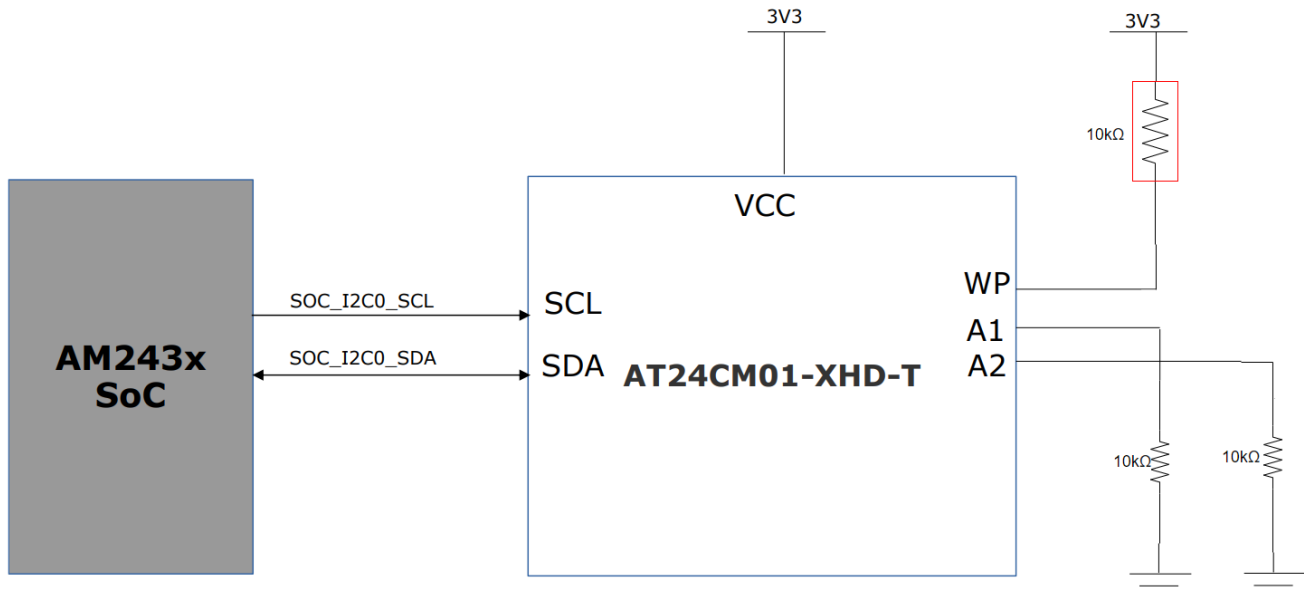 3V3
3V3
10kΩ
VCC
WP
SOC_I2C0_SCL
SCL
A1
AM243x
SoC
SOC_I2C0_SDA
SDA
AT24CM01-XHD-T
A2
10kΩ
10kΩ